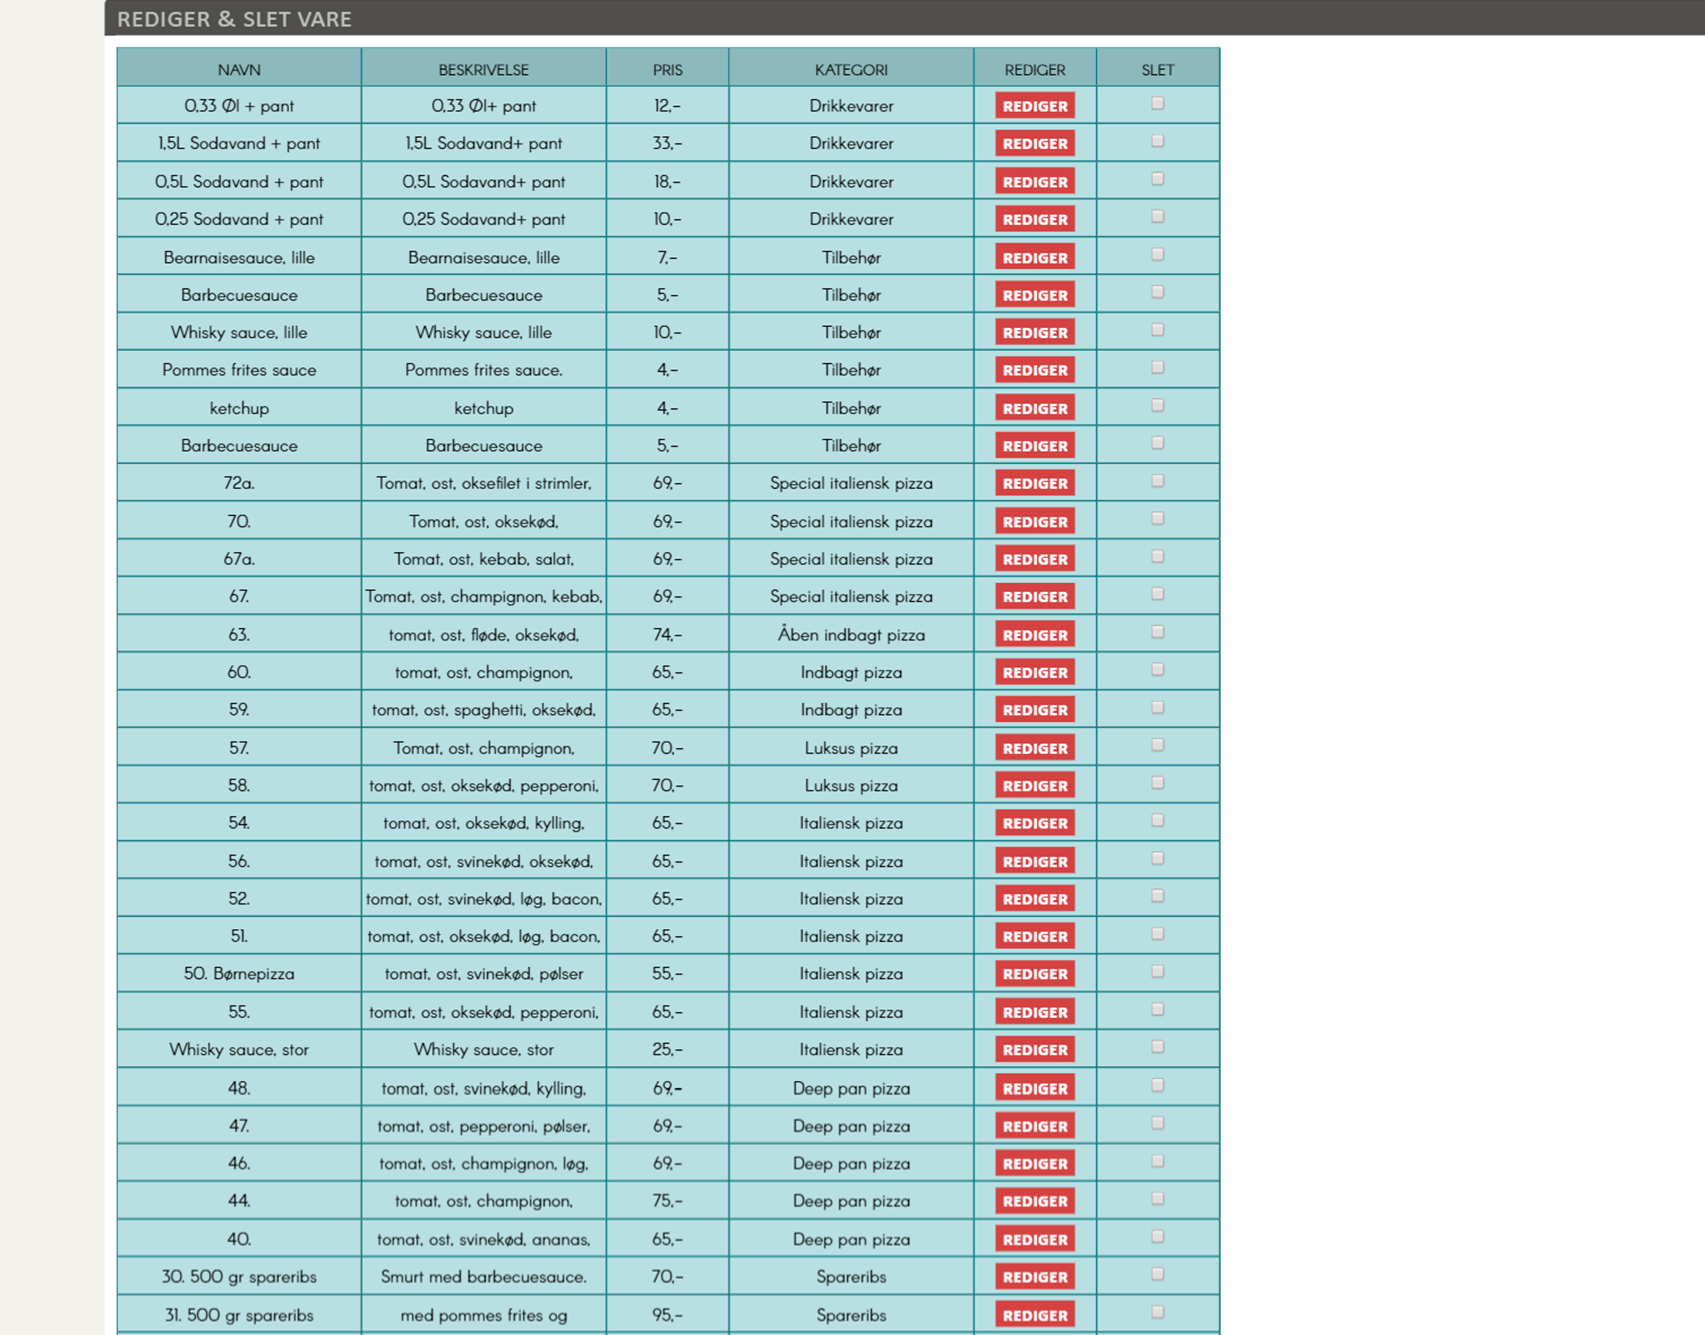 REDIGER & SLET VARE
NAVN BESKRIVELSE PRIS KATEGORI REDIGER SLET
0,33 Øl + pant 0,33 Øl+ pant 12,- Drikkevarer REDIGER
1,5L Sodavand + pant 1,5L Sodavand+ pant 33,- Drikkevarer REDIGER
0,5L Sodavand + pant 0,5L Sodavand+ pant 18,- Drikkevarer REDIGER
0,25 Sodavand + pant 0,25 Sodavand+ pant 10,- Drikkevarer REDIGER
Bearnaisesauce, lille Bearnaisesauce, lille 7,- Tilbehør REDIGER
Barbecuesauce Barbecuesauce 5,- Tilbehør REDIGER
Whisky sauce, lille Whisky sauce, lille 10,- Tilbehør REDIGER
Pommes frites sauce Pommes frites sauce. 4,- Tilbehør REDIGER
ketchup ketchup 4,- Tilbehør REDIGER
Barbecuesauce Barbecuesauce 5,- Tilbehør REDIGER
72a. Tomat, ost, oksefilet i strimler, 69,- Special italiensk pizza REDIGER
70. Tomat, ost, oksekød, 69,- Special italiensk pizza REDIGER
67a. Tomat, ost, kebab, salat, 69,- Special italiensk pizza REDIGER
67. Tomat, ost, champignon, kebab, 69,- Special italiensk pizza REDIGER
63. tomat, ost, fløde, oksekød, 74,- Åben indbagt pizza REDIGER
60. tomat, ost, champignon, 65,- Indbagt pizza REDIGER
59. tomat, ost, spaghetti, oksekød, 65,- Indbagt pizza REDIGER
57. Tomat, ost, champignon, 70,- Luksus pizza REDIGER
58. tomat, ost, oksekød, pepperoni, 70,- Luksus pizza REDIGER
54. tomat, ost, oksekød, kylling, 65,- Italiensk pizza REDIGER
56. tomat, ost, svinekød, oksekød, 65,- Italiensk pizza REDIGER
52. tomat, ost, svinekød, løg, bacon, 65,- Italiensk pizza REDIGER
51. tomat, ost, oksekød, løg, bacon, 65,- Italiensk pizza REDIGER
50. Børnepizza tomat, ost, svinekød, pølser 55,- Italiensk pizza REDIGER
55. tomat, ost, oksekød, pepperoni, 65,- Italiensk pizza REDIGER
Whisky sauce, stor Whisky sauce, stor 25,- Italiensk pizza REDIGER
48. tomat, ost, svinekød, kylling, 69,- Deep pan pizza REDIGER
47. tomat, ost, pepperoni, pølser, 69,- Deep pan pizza REDIGER
46. tomat, ost, champignon, løg, 69,- Deep pan pizza REDIGER
44. tomat, ost, champignon, 75,- Deep pan pizza REDIGER
40. tomat, ost, svinekød, ananas, 65,- Deep pan pizza REDIGER
30. 500 gr spareribs Smurt med barbecuesauce. 70,- Spareribs REDIGER
31. 500 gr spareribs med pommes frites og 95,- Spareribs REDIGER